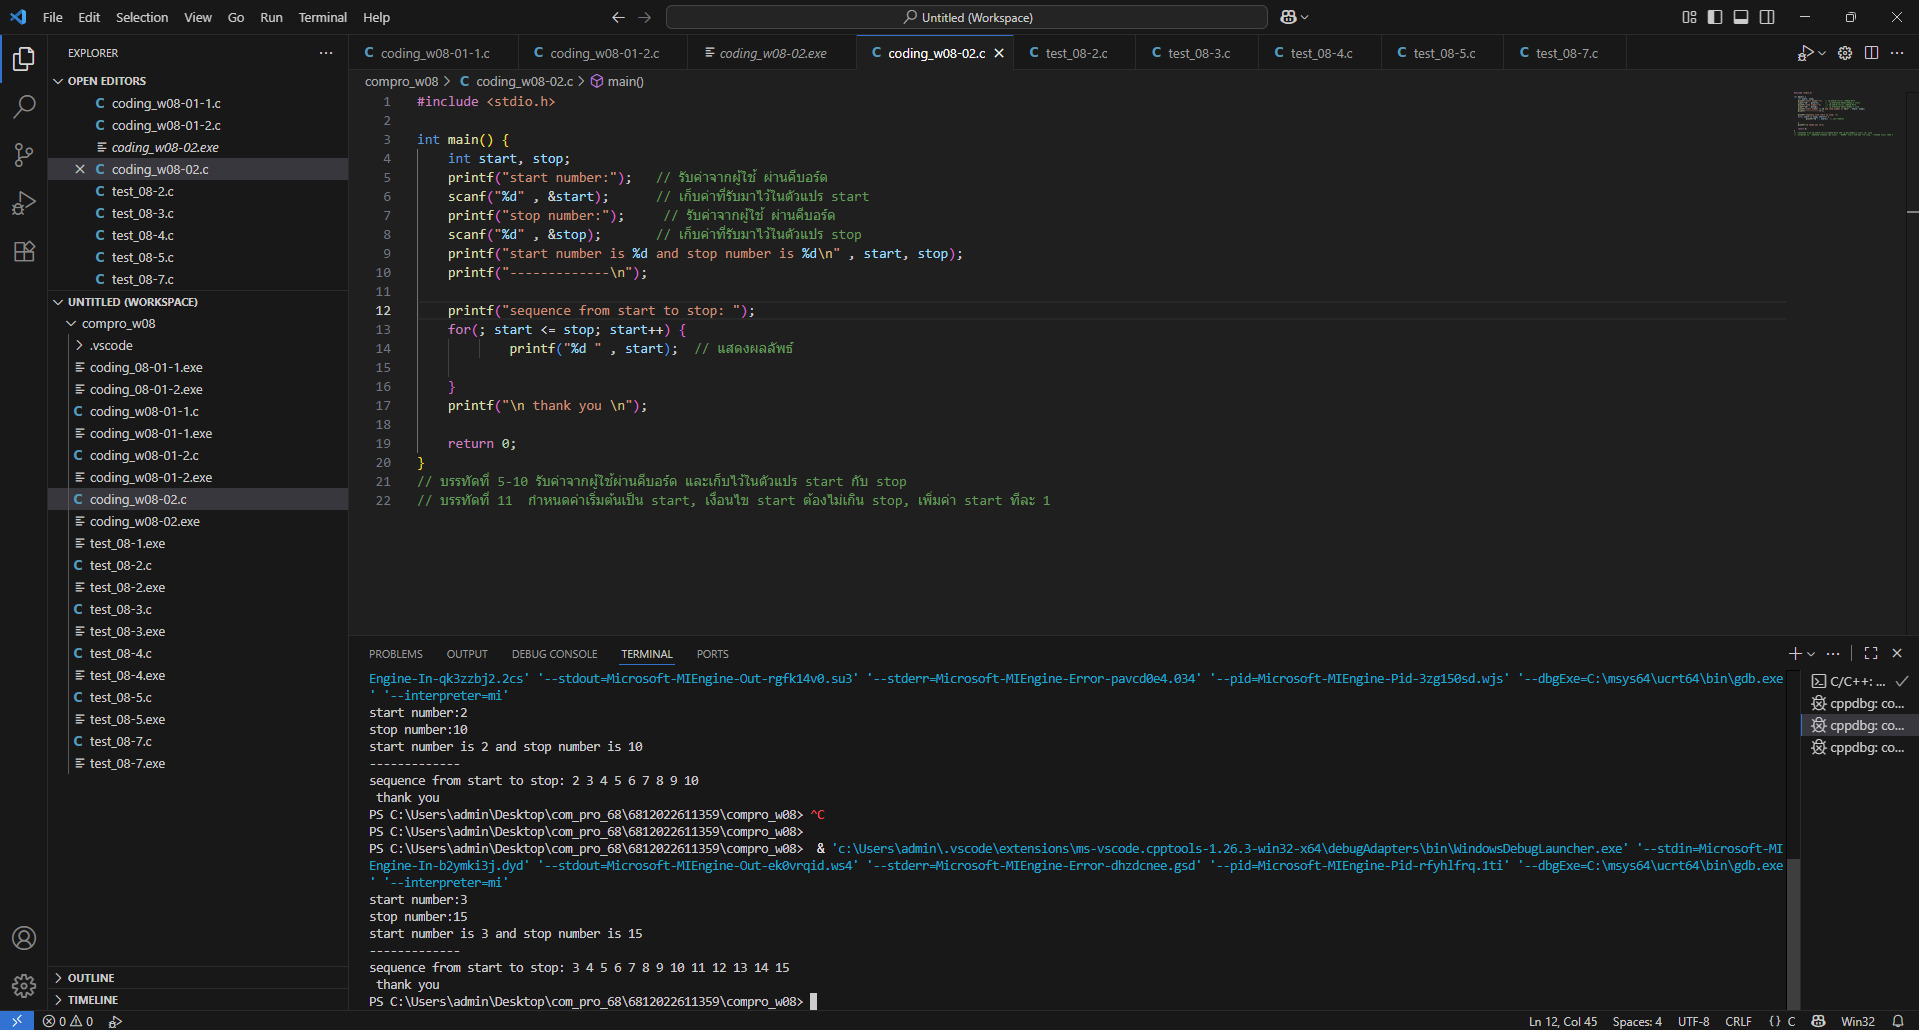 File Edit Selection View Go Run Terminal Help
Untitled (Workspace)
EXPLORER
OPEN EDITORS
coding_w08-01-1.c
coding_w08-01-2.c
coding_w08-02.exe
coding_w08-02.c
test_08-2.c
test_08-3.c
test_08-4.c
test_08-5.c
test_08-7.c
UNTITLED (WORKSPACE)
compro_w08
.vscode
coding_08-01-1.exe
coding_08-01-2.exe
coding_w08-01-1.c
coding_w08-01-1.exe
coding_w08-01-2.c
coding_w08-01-2.exe
coding_w08-02.c
coding_w08-02.exe
test_08-1.exe
test_08-2.c
test_08-2.exe
test_08-3.c
test_08-3.exe
test_08-4.c
test_08-4.exe
test_08-5.c
test_08-5.exe
test_08-7.c
test_08-7.exe
OUTLINE
TIMELINE
C coding_w08-01-1.c C coding_w08-01-2.c coding_w08-02.exe C coding_w08-02.c C test_08-2.c C test_08-3.c C test_08-4.c C test_08-5.c C test_08-7.c
compro_w08 > C coding_w08-02.c > main()
1 #include <stdio.h>
2
3 int main() {
4 int start, stop;
5 printf("start number:"); // รับค่าจากผู้ใช้ ผ่านคีบอร์ด
6 scanf("%d" , &start); // เก็บค่าที่รับมาไว้ในตัวแปร start
7 printf("stop number:"); // รับค่าจากผู้ใช้ ผ่านคีบอร์ด
8 scanf("%d" , &stop); // เก็บค่าที่รับมาไว้ในตัวแปร stop
9 printf("start number is %d and stop number is %d\n" , start, stop);
10 printf("-------------\n");
11
12 printf("sequence from start to stop: ");
13 for(; start <= stop; start++) {
14 printf("%d " , start); // แสดงผลลัพธ์
15
16 }
17 printf("\n thank you \n");
18
19 return 0;
20 }
21 // บรรทัดที่ 5-10 รับค่าจากผู้ใช้ผ่านคีบอร์ด และเก็บไว้ในตัวแปร start กับ stop
22 // บรรทัดที่ 11 กำหนดค่าเริ่มต้นเป็น start, เงื่อนไข start ต้องไม่เกิน stop, เพิ่มค่า start ทีละ 1
PROBLEMS OUTPUT DEBUG CONSOLE TERMINAL PORTS
Engine-In-qk3zzbj2.2cs' '--stdout=Microsoft-MIEngine-Out-rgfk14v0.su3' '--stderr=Microsoft-MIEngine-Error-pavcd0e4.034' '--pid=Microsoft-MIEngine-Pid-3zg150sd.wjs' '--dbgExe=C:\msys64\ucrt64\bin\gdb.exe
' '--interpreter=mi'
start number:2
stop number:10
start number is 2 and stop number is 10
-------------
sequence from start to stop: 2 3 4 5 6 7 8 9 10
thank you
PS C:\Users\admin\Desktop\com_pro_68\6812022611359\compro_w08> ^C
PS C:\Users\admin\Desktop\com_pro_68\6812022611359\compro_w08>
PS C:\Users\admin\Desktop\com_pro_68\6812022611359\compro_w08> & 'c:\Users\admin\.vscode\extensions\ms-vscode.cpptools-1.26.3-win32-x64\debugAdapters\bin\WindowsDebugLauncher.exe' '--stdin=Microsoft-MI
Engine-In-b2ymki3j.dyd' '--stdout=Microsoft-MIEngine-Out-ek0vrqid.ws4' '--stderr=Microsoft-MIEngine-Error-dhzdcnee.gsd' '--pid=Microsoft-MIEngine-Pid-rfyhlfrq.1ti' '--dbgExe=C:\msys64\ucrt64\bin\gdb.exe
' '--interpreter=mi'
start number:3
stop number:15
start number is 3 and stop number is 15
-------------
sequence from start to stop: 3 4 5 6 7 8 9 10 11 12 13 14 15
thank you
PS C:\Users\admin\Desktop\com_pro_68\6812022611359\compro_w08>
C/C++: ...
cppdbg: co...
cppdbg: co...
cppdbg: co...
0 0
Ln 12, Col 45 Spaces: 4 UTF-8 CRLF {} C Win32